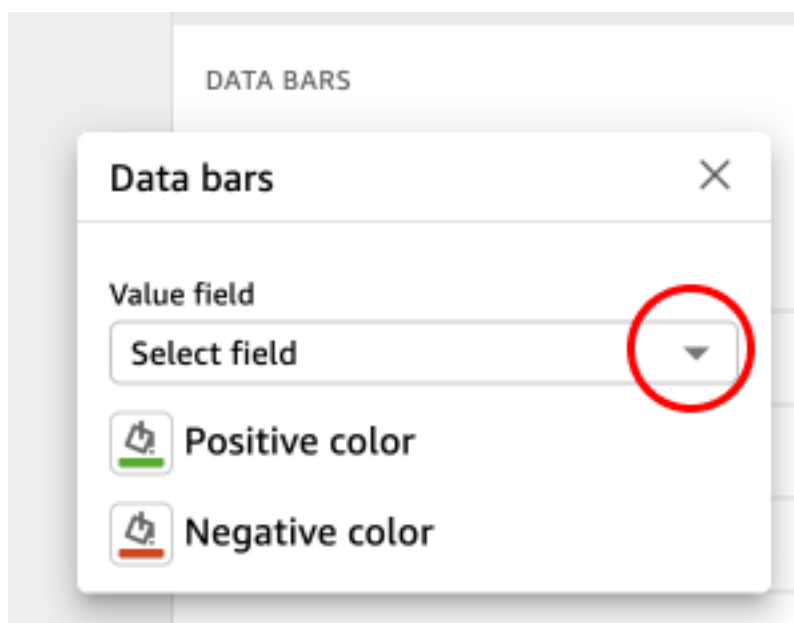 DATA BARS
Data bars
Value field
Select field
Positive color
Negative color